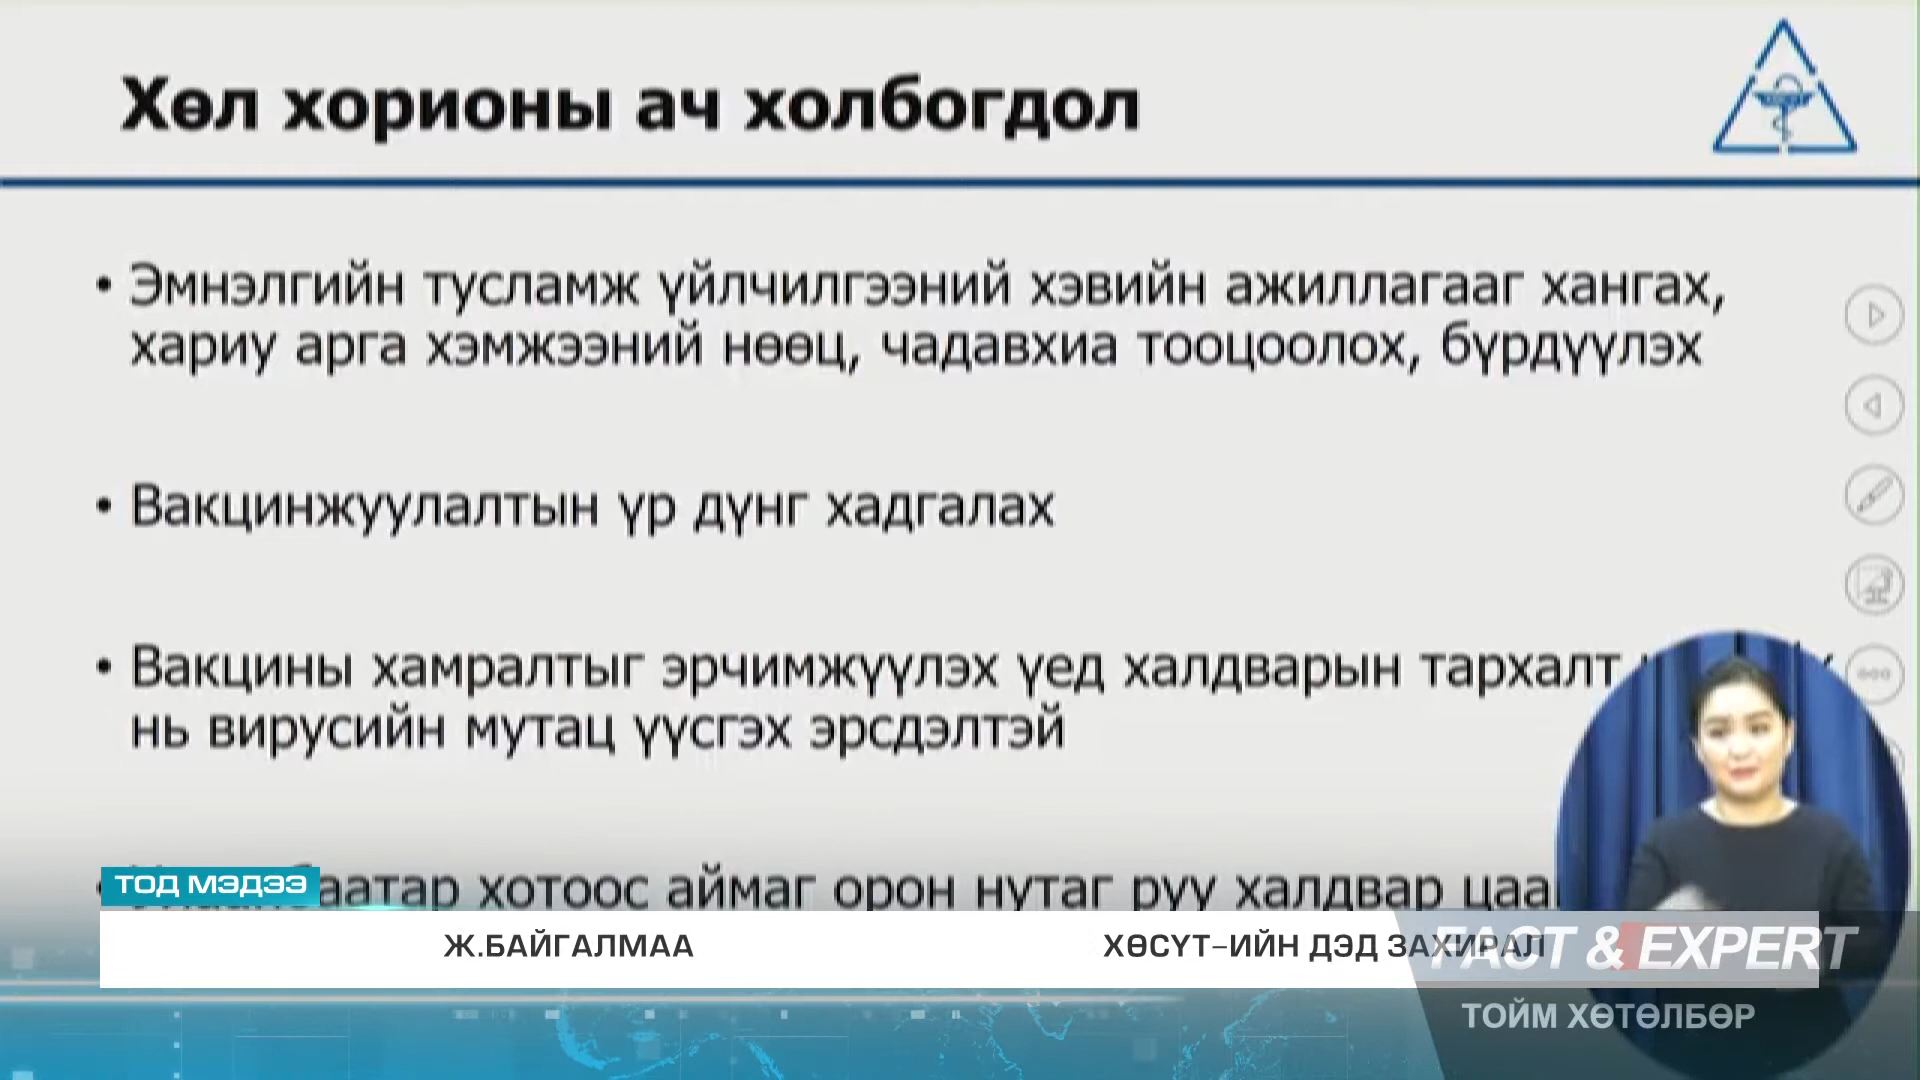 Хөл хорионы ач холбогдол
• Эмнэлгийн тусламж үйлчилгээний хэвийн ажиллагааг хангах,
хариу арга хэмжээний нөөц, чадавхиа тооцоолох, бүрдүүлэх
• Вакцинжуулалтын үр дүнг хадгалах
• Вакцины хамралтыг эрчимжүүлэх үед халдварын тархалт
нь вирусийн мутац үүсгэх эрсдэлтэй
хотоос аймаг орон нутаг руу халдвар
ТОД МЭДЭЭ
Ж.БАЙГАЛМАА
ХӨСҮТ-ИЙН ДЭД ЗАХИРАЛ
FACT & EXPERT
ТОЙМ ХӨТӨЛБӨР